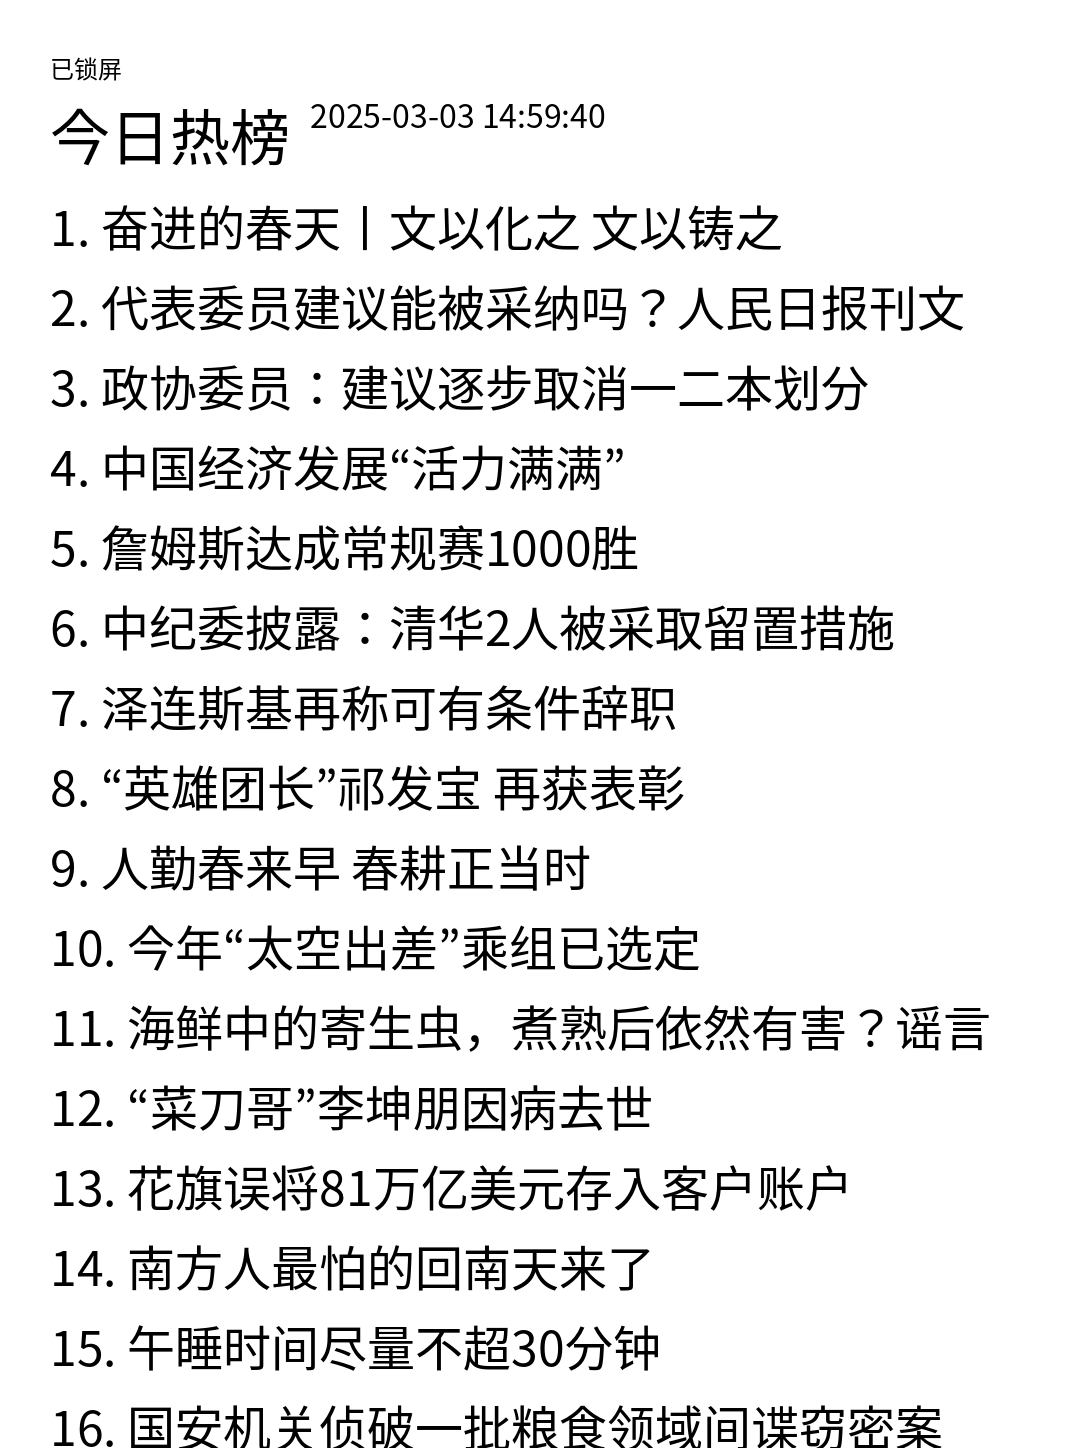 已锁屏
今日热榜 2025-03-03 14:59:40
1. 奋进的春天丨文以化之 文以铸之
2. 代表委员建议能被采纳吗？人民日报刊文
3. 政协委员：建议逐步取消一二本划分
4. 中国经济发展“活力满满”
5. 詹姆斯达成常规赛1000胜
6. 中纪委披露：清华2人被采取留置措施
7. 泽连斯基再称可有条件辞职
8. “英雄团长”祁发宝 再获表彰
9. 人勤春来早 春耕正当时
10. 今年“太空出差”乘组已选定
11. 海鲜中的寄生虫，煮熟后依然有害？谣言
12. “菜刀哥”李坤朋因病去世
13. 花旗误将81万亿美元存入客户账户
14. 南方人最怕的回南天来了
15. 午睡时间尽量不超30分钟
16. 国安机关侦破一批粮食领域间谍窃密案